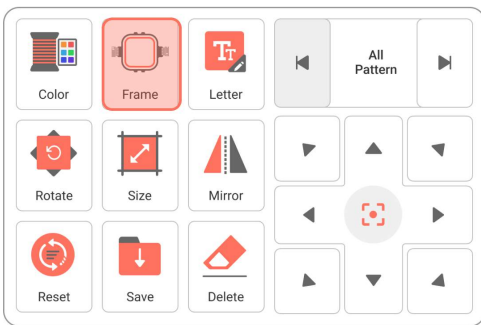 Color
Frame
Letter
All
Pattern
Rotate
Size
Mirror
Reset
Save
Delete